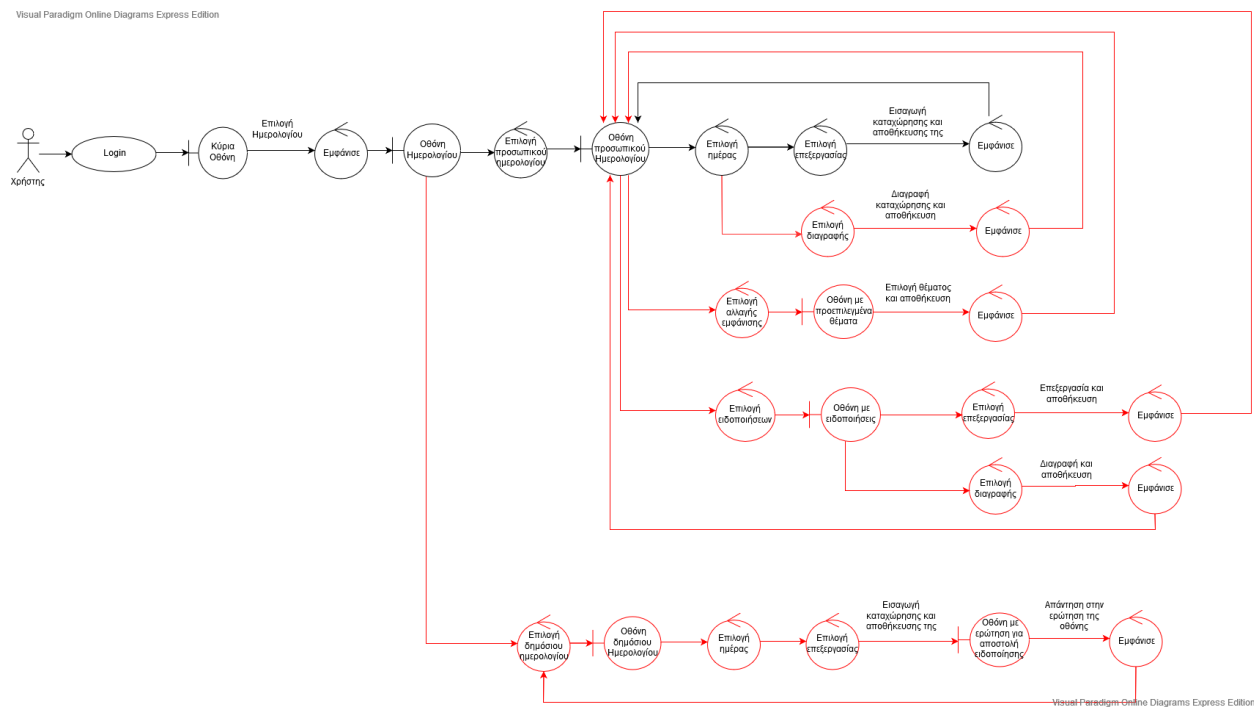 Visual Paradigm Online Diagrams Express Edition
Χρήστης
Login
Κύρια
Οθόνη
Επιλογή
Ημερολογίου
Εμφάνισε
Οθόνη
Ημερολογίου
Επιλογή
προσωπικού
ημερολογίου
Οθόνη
προσωπικού
Ημερολογίου
Επιλογή
ημέρας
Επιλογή
επεξεργασίας
Εισαγωγή
καταχώρησης και
αποθήκευσης της
Εμφάνισε
Επιλογή
διαγραφής
Διαγραφή
καταχώρησης και
αποθήκευση
Εμφάνισε
Επιλογή
αλλαγής
εμφάνισης
Οθόνη με
προεπιλεγμένα
θέματα
Επιλογή θέματος
και αποθήκευση
Εμφάνισε
Επιλογή
ειδοποιήσεων
Οθόνη με
ειδοποιήσεις
Επιλογή
επεξεργασίας
Επεξεργασία και
αποθήκευση
Εμφάνισε
Επιλογή
διαγραφής
Διαγραφή και
αποθήκευση
Εμφάνισε
Επιλογή
δημόσιου
ημερολογίου
Οθόνη
δημόσιου
Ημερολογίου
Επιλογή
ημέρας
Επιλογή
επεξεργασίας
Εισαγωγή
καταχώρησης και
αποθήκευσης της
Οθόνη με
ερώτηση για
αποστολή
ειδοποίησης
Απάντηση στην
ερώτηση της
οθόνης
Εμφάνισε
Visual Paradigm Online Diagrams Express Edition